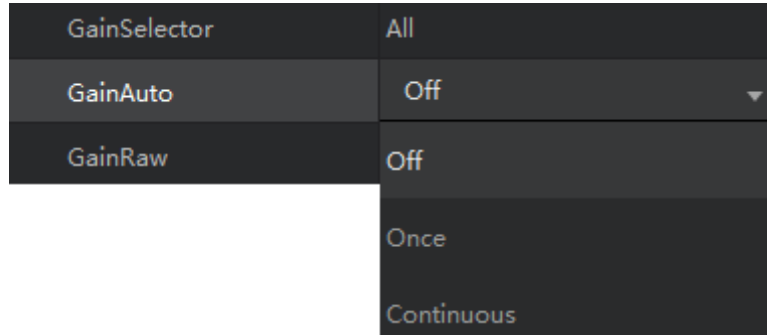 GainSelector All
GainAuto Off
GainRaw Off
Once
Continuous